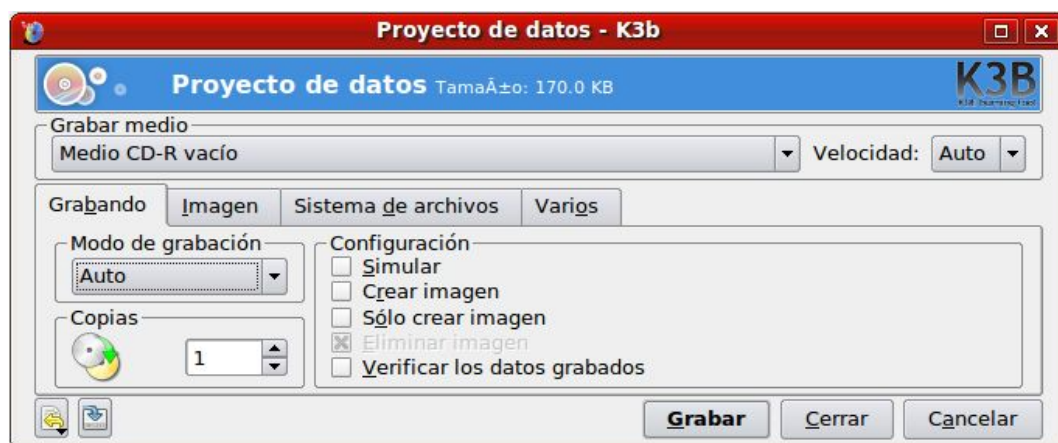 Proyecto de datos - K3b
Proyecto de datos TamaÃ±o: 170.0 KB
K3B
Grabar medio
Medio CD-R vacío
Velocidad: Auto
Grabando Imagen Sistema de archivos Varios
Modo de grabación
Auto
Copias
1
Configuración
Simular
Crear imagen
Sólo crear imagen
Eliminar imagen
Verificar los datos grabados
Grabar Cerrar Cancelar